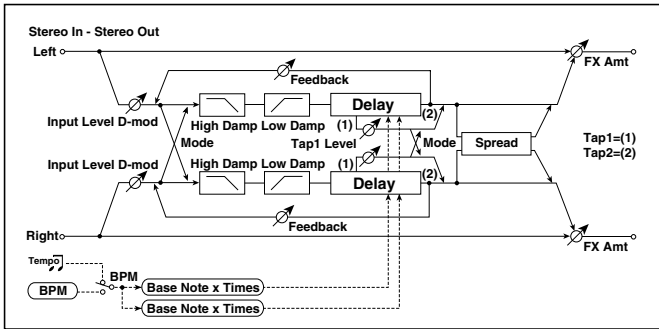 Stereo In - Stereo Out
Left
FX Amt
Feedback
Input Level D-mod
High Damp Low Damp
Delay
(1)
(2)
Tap1 Level
Mode
Mode
Spread
Tap1=(1)
Tap2=(2)
Input Level D-mod
High Damp Low Damp
(1)
Delay
(2)
Feedback
Right
FX Amt
Tempo
BPM
BPM
Base Note x Times
Base Note x Times